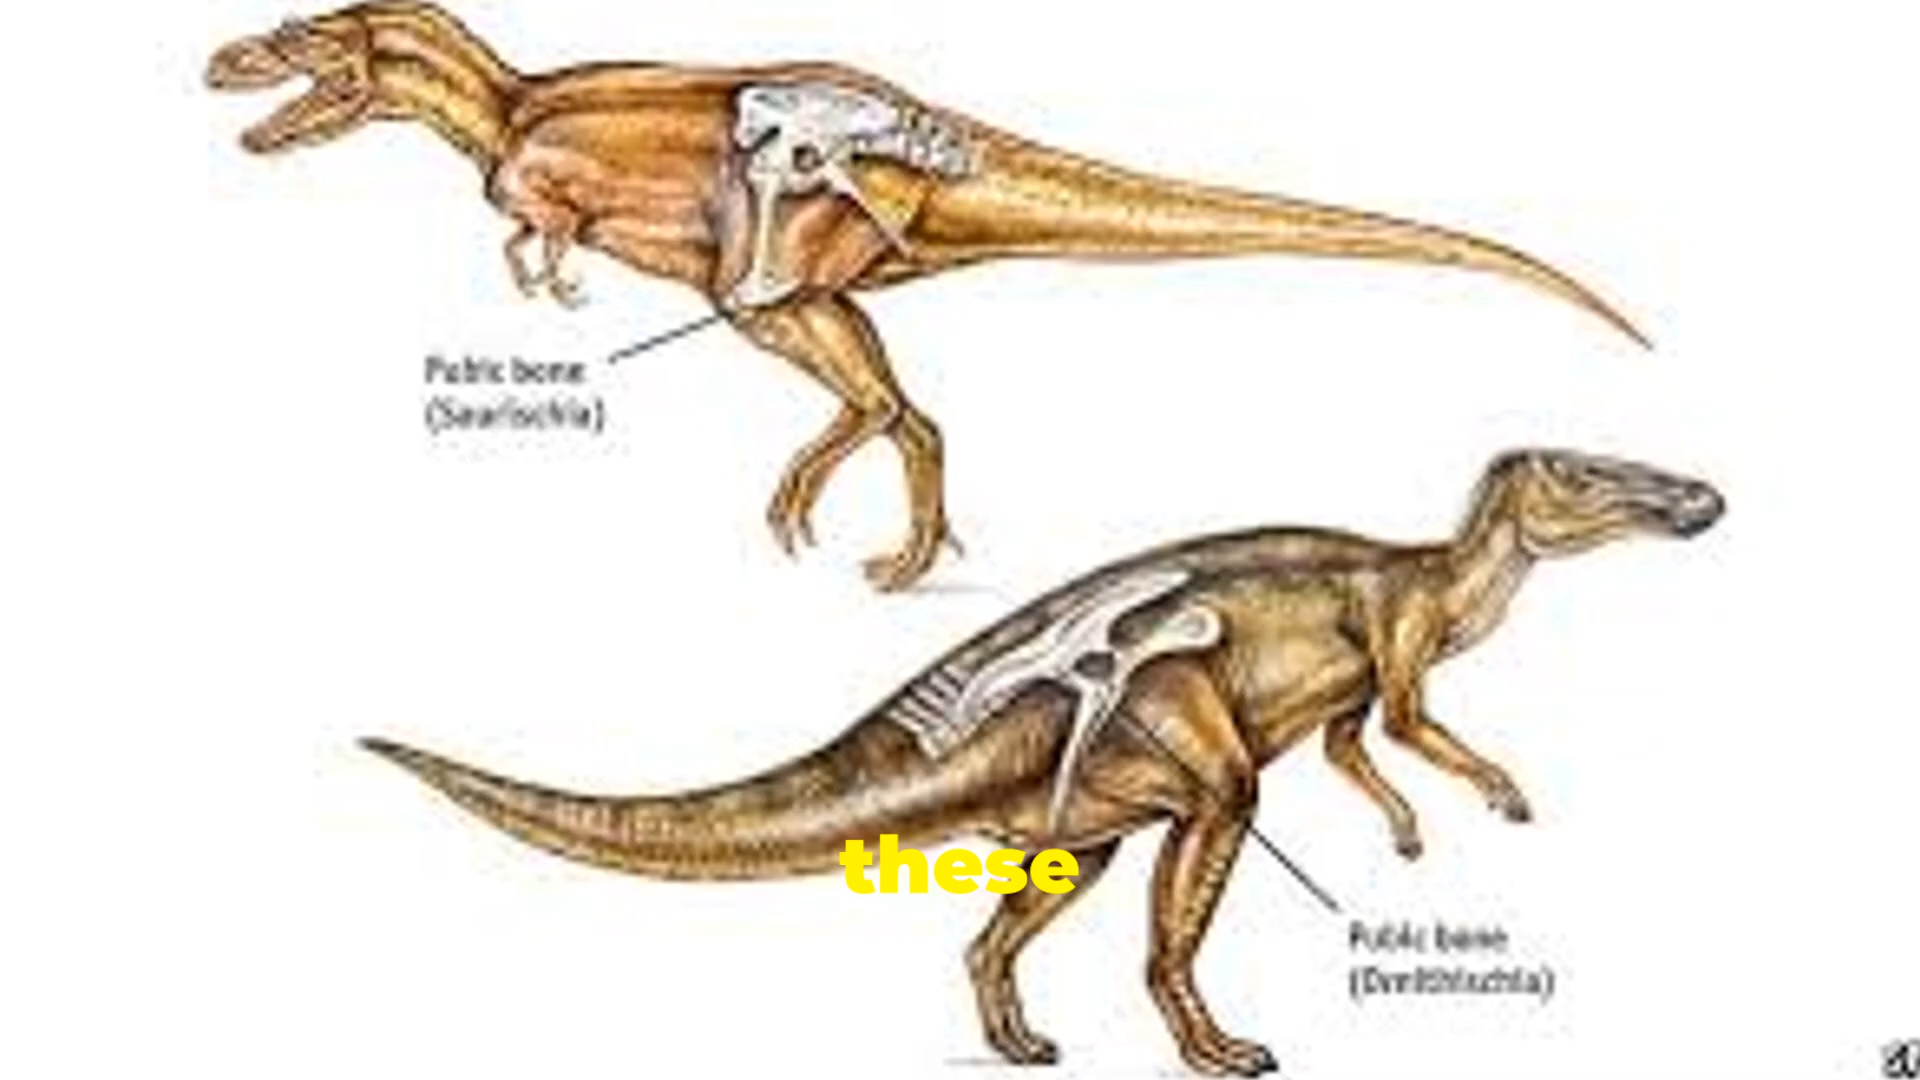 Pubic bone
(Saurischia)
these
Pubic bone
(Ornithischia)